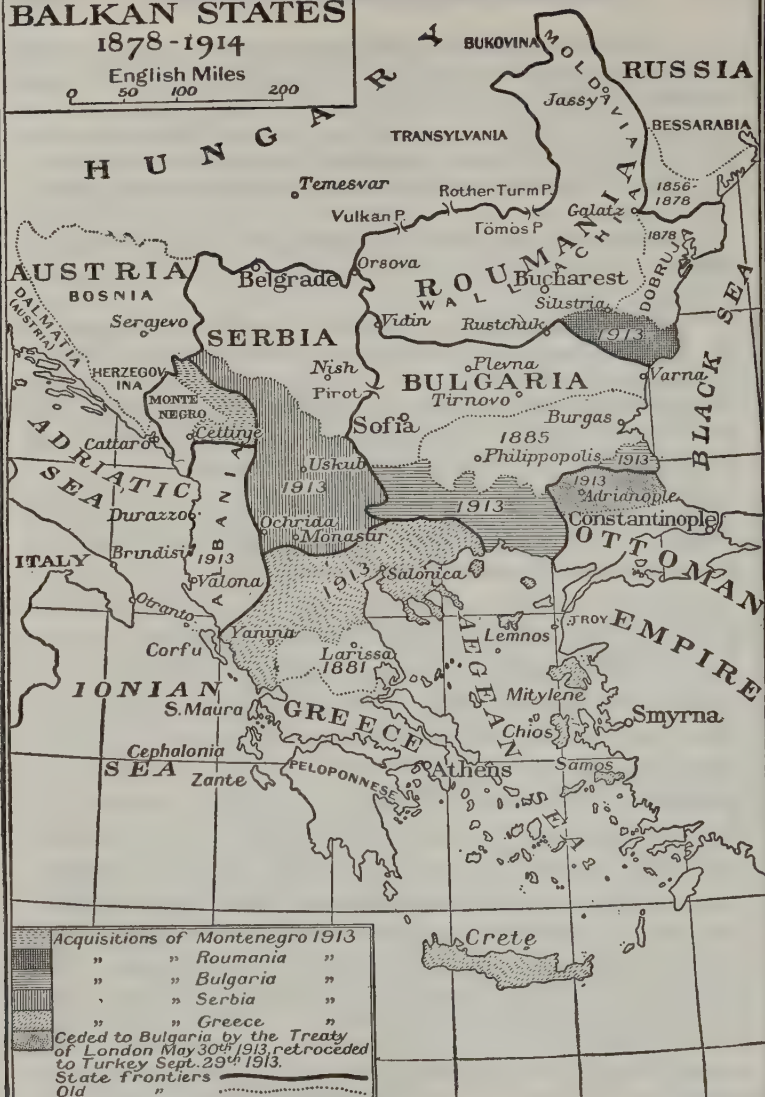 BALKAN STATES
1878-1914
English Miles
0 50 100 200
HUNGARY
BUKOVINA
MOLDAVIA
RUSSIA
Jassy
BESSARABIA
TRANSYLVANIA
Temesvar
1856-
1878
Rother Turm P.
Vulkan P.
Tömös P
Galatz
1878
ROUMANIA
WALLACHIA
DOBRUJA
AUSTRIA
BOSNIA
Belgrade
Orsova
Bucharest
Silistria
DALMATIA
(AUSTRIA)
Serajevo
SERBIA
Vidin
Rustchuk
1913
BLACK SEA
HERZEGOV
INA
Nish
Plevna
Varna
MONTE
NEGRO
Pirot
BULGARIA
Tirnovo
Sofia
Burgas
Cattaro
Cettinje
1885
Philippopolis
1913
ADRIATIC
SEA
Uskub
1913
1913
Adrianople
Durazzo
ALBANIA
1913
Constantinople
Ochrida
Monastir
OTTOMAN
EMPIRE
ITALY
Brundisi
1913
Valona
1913
Salonica
Otranto
TROY
Lemnos
Corfu
Yanina
Larissa
1881
AEGEAN
SEA
IONIAN
SEA
Mitylene
S. Maura
GREECE
Chios
Smyrna
Cephalonia
Zante
PELOPONNESE
Athens
Samos
Crete
Acquisitions of Montenegro 1913
„ „ Roumania „
„ „ Bulgaria „
„ „ Serbia „
„ „ Greece „
Ceded to Bulgaria by the Treaty
of London May 30th 1913, retroceded
to Turkey Sept. 29th 1913.
State frontiers
Old „